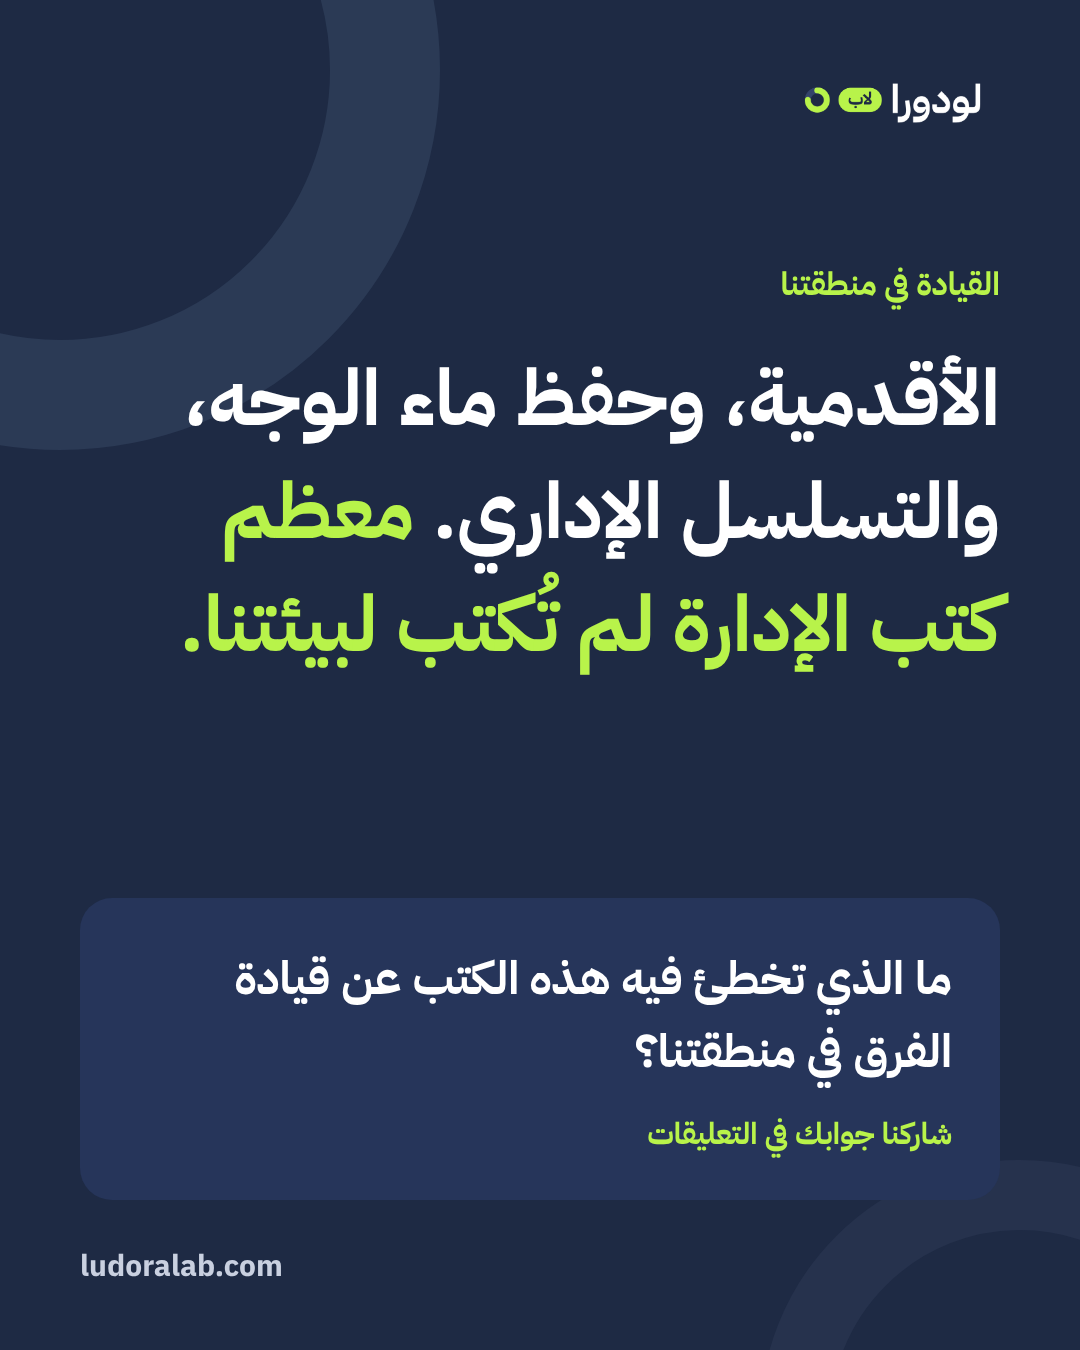 لودورا لاب
القيادة في منطقتنا
الأقدمية، وحفظ ماء الوجه،
والتسلسل الإداري. معظم
كتب الإدارة لم تُكتب لبيئتنا.
ما الذي تخطئ فيه هذه الكتب عن قيادة
الفرق في منطقتنا؟
شاركنا جوابك في التعليقات
ludoralab.com